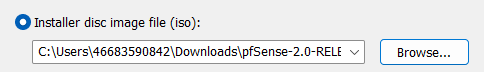 Installer disc image file (iso):
C:\Users\46683590842\Downloads\pfSense-2.0-RELE
Browse...